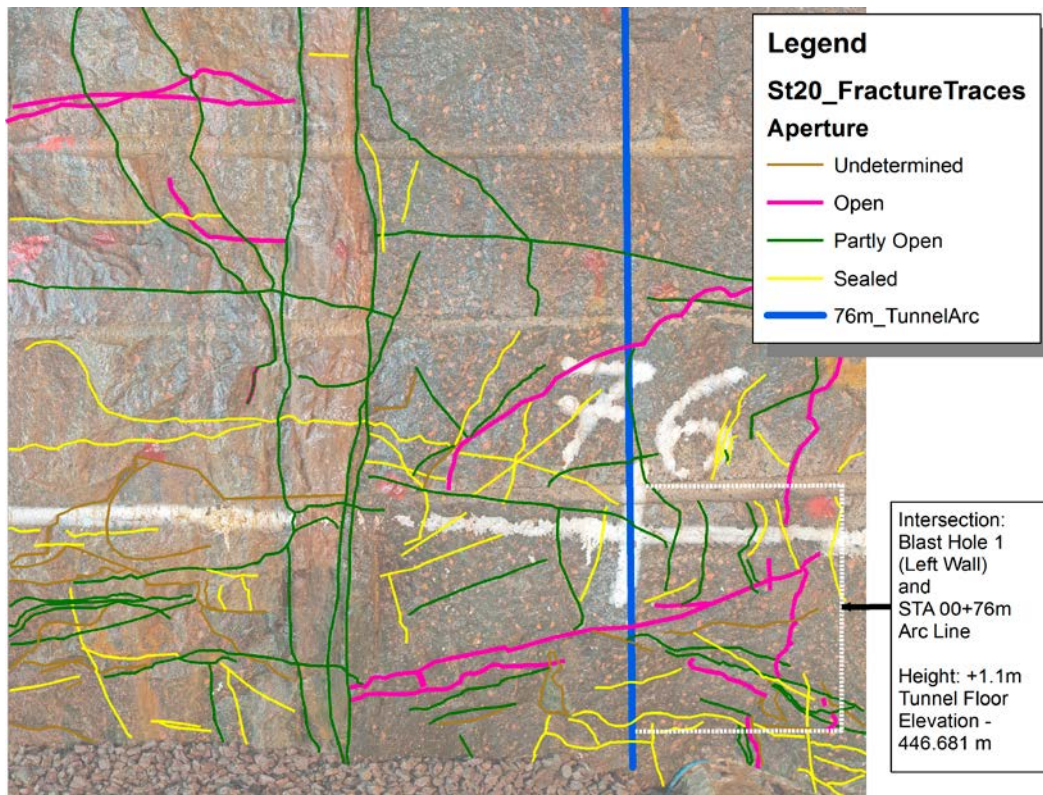 Legend
St20_FractureTraces
Aperture
Undetermined
Open
Partly Open
Sealed
76m_TunnelArc
76
Intersection:
Blast Hole 1
(Left Wall)
and
STA 00+76m
Arc Line
Height: +1.1m
Tunnel Floor
Elevation -
446.681 m